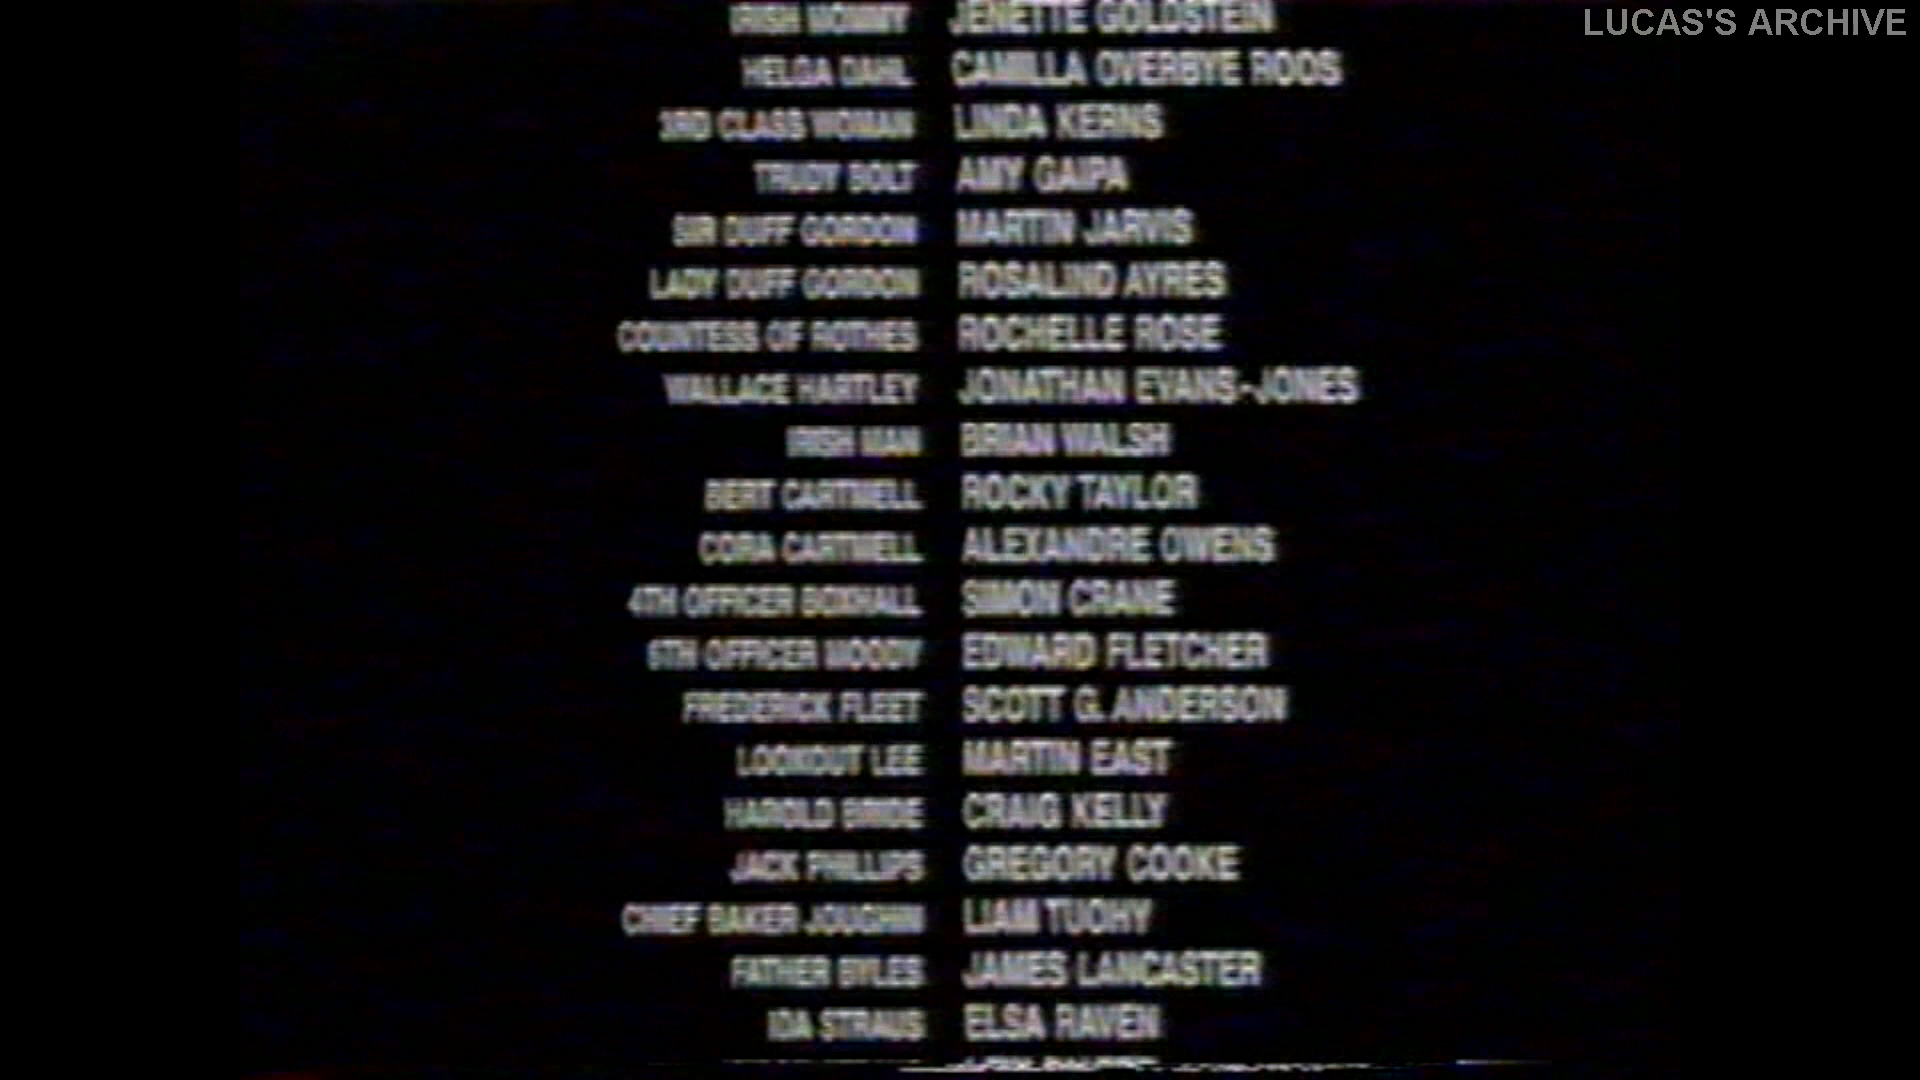 LUCAS'S ARCHIVE
IRISH MOMMY JENETTE GOLDSTEIN
HELGA DAHL CAMILLA OVERBYE ROOS
3RD CLASS WOMAN LINDA KERNS
TRUDY BOLT AMY GAIPA
SIR DUFF GORDON MARTIN JARVIS
LADY DUFF GORDON ROSALIND AYRES
COUNTESS OF ROTHES ROCHELLE ROSE
WALLACE HARTLEY JONATHAN EVANS-JONES
IRISH MAN BRIAN WALSH
BERT CARTMELL ROCKY TAYLOR
CORA CARTMELL ALEXANDRE OWENS
4TH OFFICER BOXHALL SIMON CRANE
6TH OFFICER MOODY EDWARD FLETCHER
FREDERICK FLEET SCOTT G. ANDERSON
LOOKOUT LEE MARTIN EAST
HAROLD BRIDE CRAIG KELLY
JACK PHILLIPS GREGORY COOKE
CHIEF BAKER JOUGHIN LIAM TUOHY
FATHER BYLES JAMES LANCASTER
IDA STRAUS ELSA RAVEN